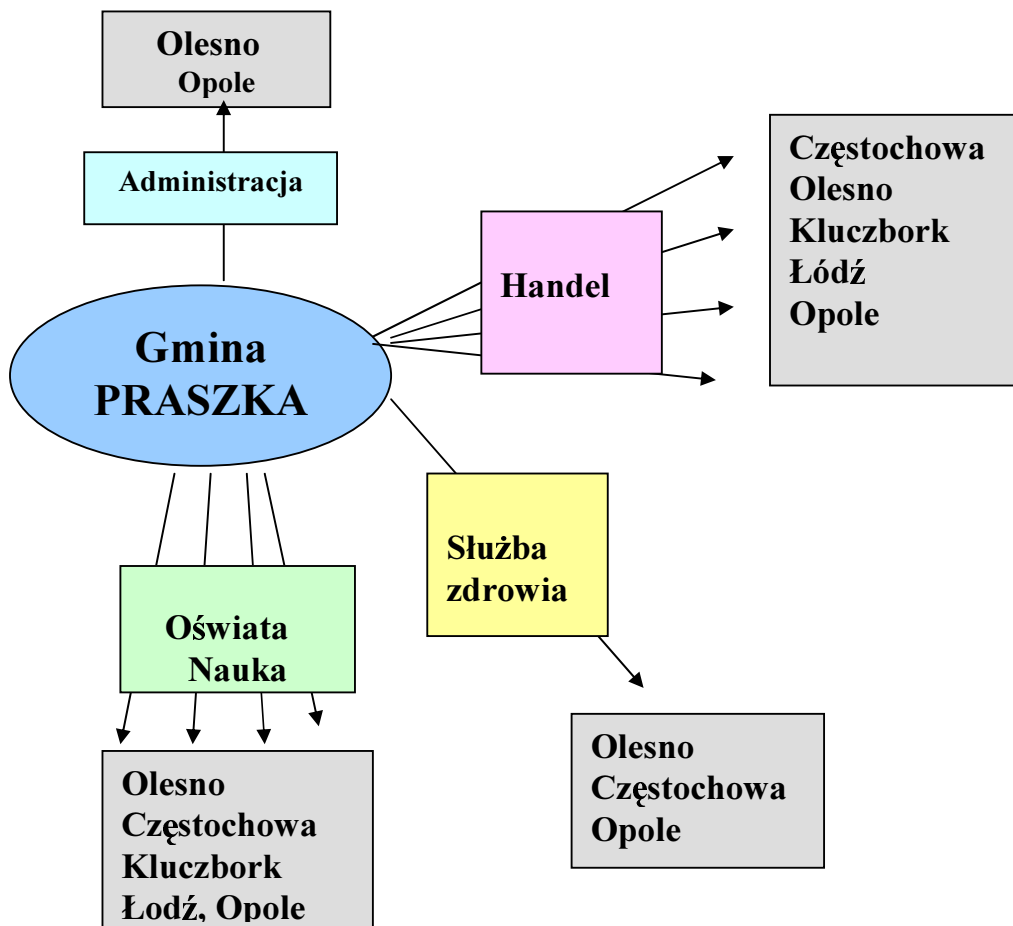 Olesno
Opole
Administracja
Częstochowa
Olesno
Kluczbork
Łódź
Opole
Handel
Gmina
PRASZKA
Służba
zdrowia
Oświata
Nauka
Olesno
Częstochowa
Opole
Olesno
Częstochowa
Kluczbork
Łodź, Opole